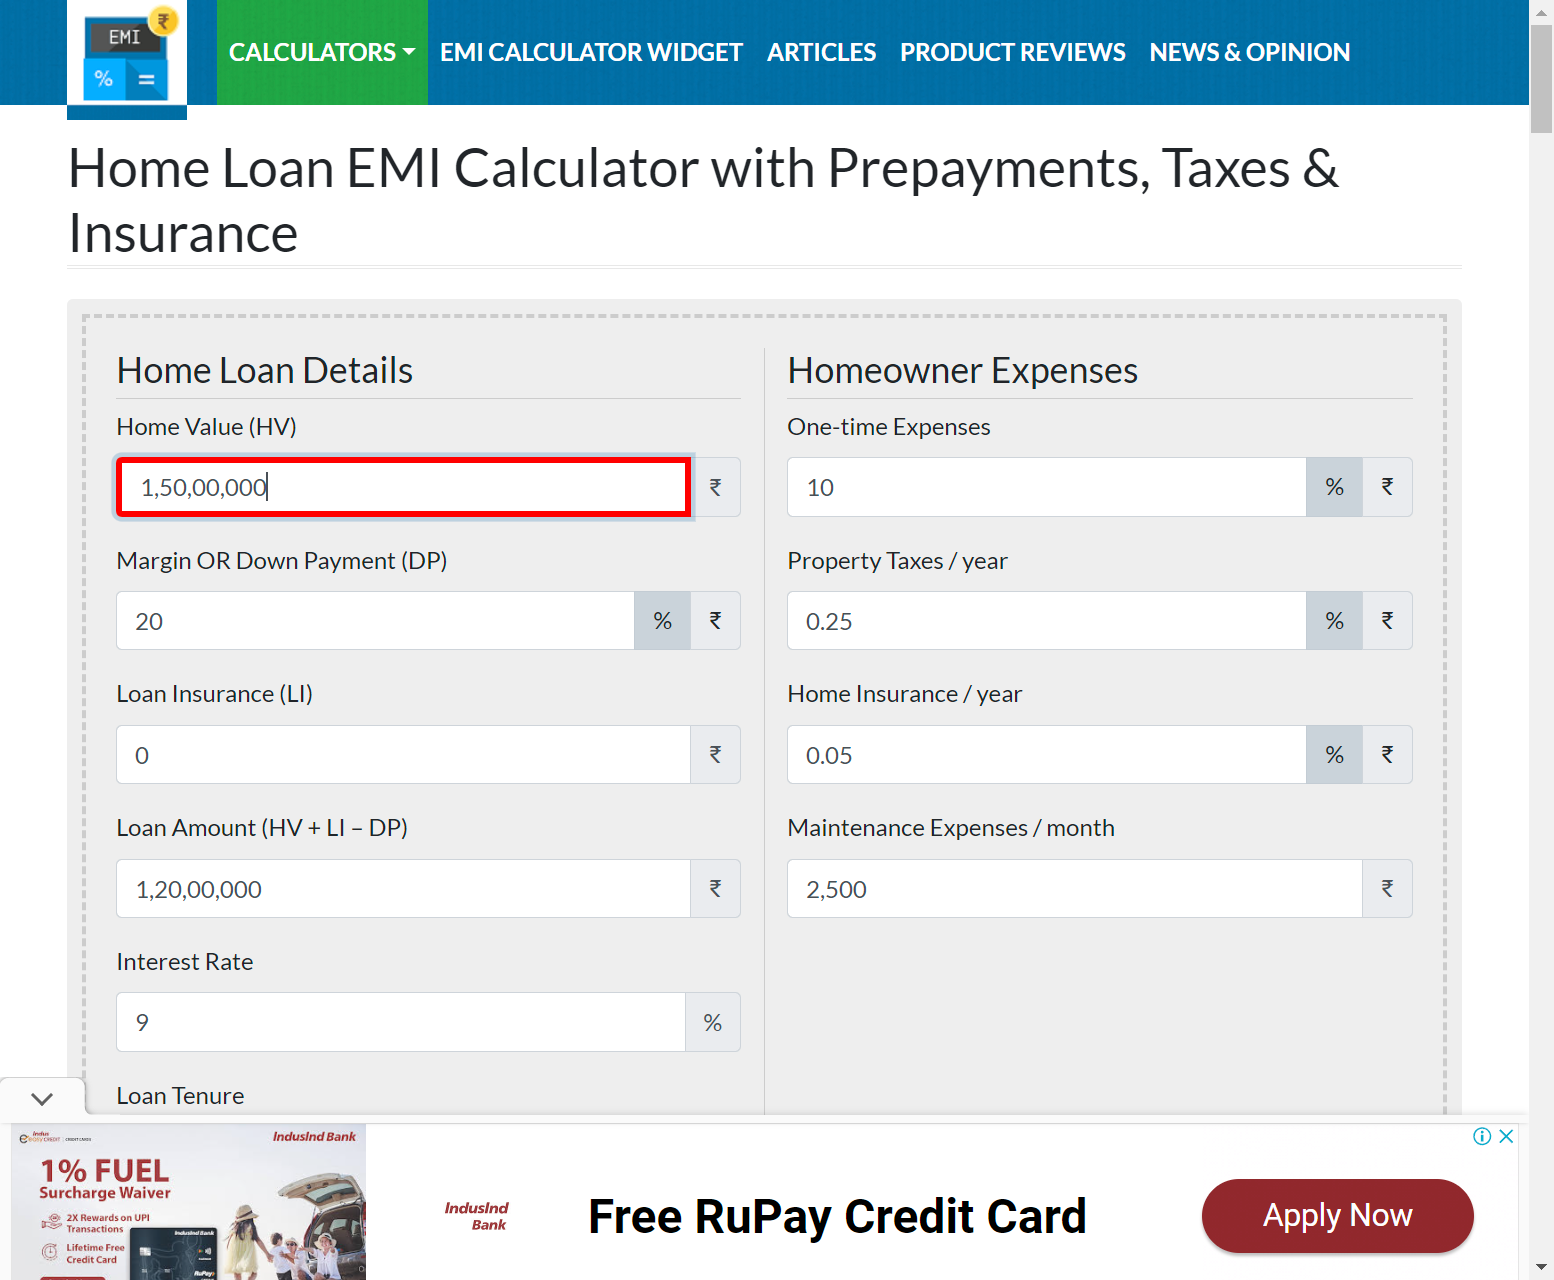 EMI
₹
%
=
CALCULATORS
EMI CALCULATOR WIDGET
ARTICLES
PRODUCT REVIEWS
NEWS & OPINION
Home Loan EMI Calculator with Prepayments, Taxes &
Insurance
Home Loan Details
Home Value (HV)
1,50,00,000
₹
Margin OR Down Payment (DP)
20
%
₹
Loan Insurance (LI)
0
₹
Loan Amount (HV + LI – DP)
1,20,00,000
₹
Interest Rate
9
%
Loan Tenure
Homeowner Expenses
One-time Expenses
10
%
₹
Property Taxes / year
0.25
%
₹
Home Insurance / year
0.05
%
₹
Maintenance Expenses / month
2,500
₹
IndusInd Bank
1% FUEL
Surcharge Waiver
2X Rewards on UPI
Transactions
Lifetime Free
Credit Card
IndusInd Bank
RuPay
IndusInd
Bank
Free RuPay Credit Card
Apply Now